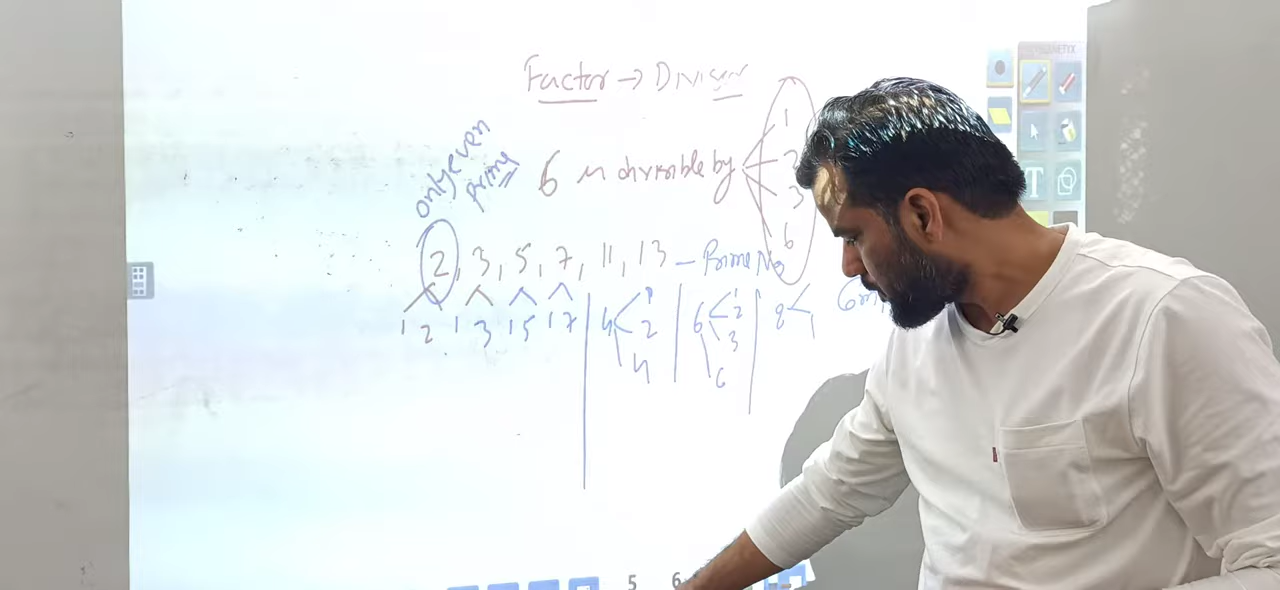 Factor → Divisor
only even prime
6 is divisible by 1 2 3 6
2, 3, 5, 7, 11, 13 – Prime No
1 2 1 3 1 5 1 7
4 1 2 4
6 1 2 3 6
8 1
5 6